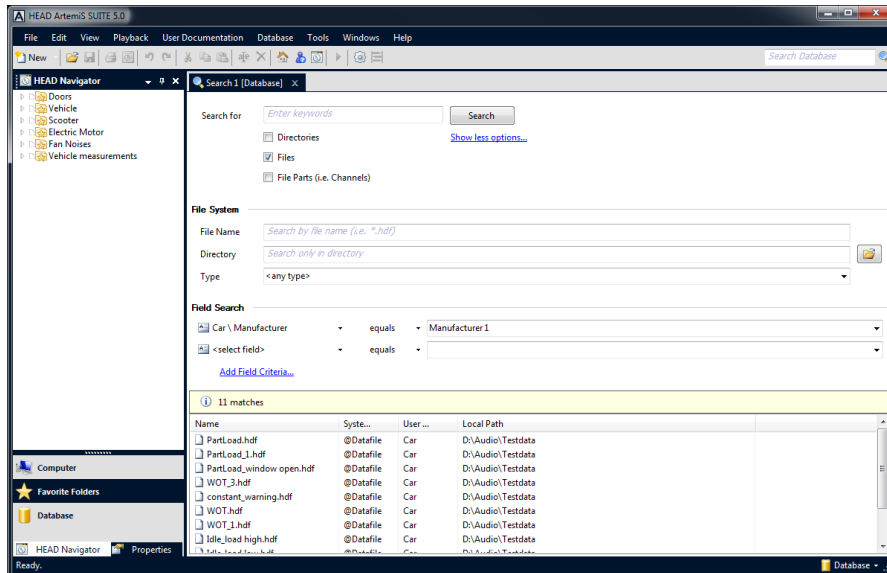 HEAD ArtemiS SUITE 5.0
File Edit View Playback User Documentation Database Tools Windows Help
New Search Database
HEAD Navigator
Search 1 [Database]
Doors
Vehicle
Scooter
Electric Motor
Fan Noises
Vehicle measurements
Search for Enter keywords Search
Directories Show less options...
Files
File Parts (i.e. Channels)
File System
File Name Search by file name (i.e. *.hdf)
Directory Search only in directory
Type <any type>
Field Search
Car \ Manufacturer equals Manufacturer 1
<select field> equals
Add Field Criteria...
11 matches
Name Syste... User ... Local Path
PartLoad.hdf @Datafile Car D:\Audio\Testdata
PartLoad_1.hdf @Datafile Car D:\Audio\Testdata
PartLoad_window open.hdf @Datafile Car D:\Audio\Testdata
WOT_3.hdf @Datafile Car D:\Audio\Testdata
constant_warning.hdf @Datafile Car D:\Audio\Testdata
WOT.hdf @Datafile Car D:\Audio\Testdata
WOT_1.hdf @Datafile Car D:\Audio\Testdata
Idle_load high.hdf @Datafile Car D:\Audio\Testdata
Idle_load low.hdf @Datafile Car D:\Audio\Testdata
Computer
Favorite Folders
Database
HEAD Navigator Properties
Ready. Database